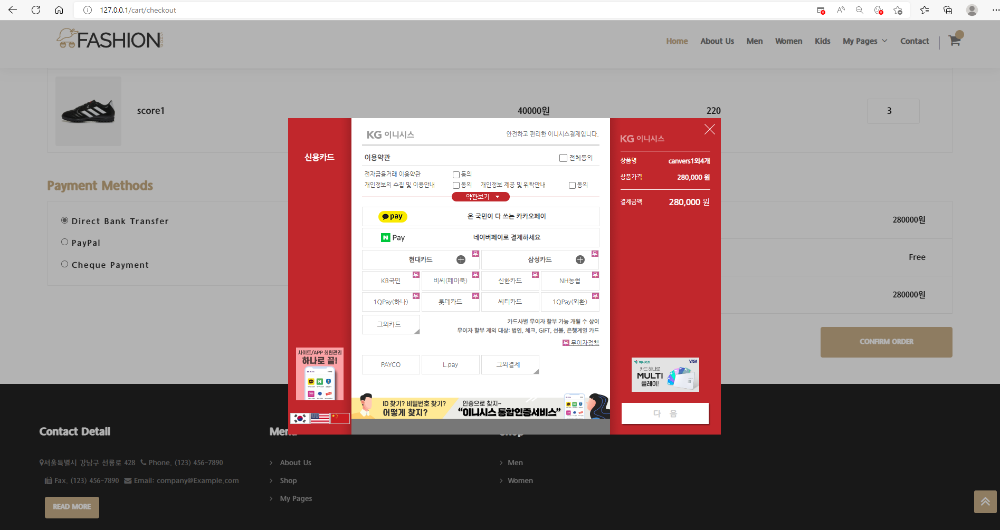 127.0.0.1/cart/checkout
FASHION SHOP
Home About Us Men Women Kids My Pages Contact
score1 40000원 220 3
Payment Methods
Direct Bank Transfer
PayPal
Cheque Payment
280000원
Free
280000원
CONFIRM ORDER
신용카드
사이트/APP 회원관리
하나로 끝!
KG 이니시스 안전하고 편리한 이니시스결제입니다.
이용약관 전체동의
전자금융거래 이용약관 동의
개인정보의 수집 및 이용안내 동의 개인정보 제공 및 위탁안내 동의
약관보기
pay 온 국민이 다 쓰는 카카오페이
N Pay 네이버페이로 결제하세요
현대카드 무 삼성카드 무
KB국민 무 비씨(페이북) 무 신한카드 무 NH농협 무
1QPay(하나) 무 롯데카드 무 씨티카드 1QPay(외환) 무
그외카드
카드사별 무이자 할부 가능 개월 수 상이
무이자 할부 제외 대상: 법인, 체크, GIFT, 선불, 은행계열 카드
무 무이자정책
PAYCO L.pay 그외결제
ID 찾기? 비밀번호 찾기?
어떻게 찾지?
인증으로 찾지~
“이니시스 통합인증서비스”
KG 이니시스
상품명 canvers1외4개
상품가격 280,000 원
결제금액 280,000 원
하나카드 VISA
카드 하나로
MULTI
플레이!
다 음
Contact Detail
서울특별시 강남구 선릉로 428 Phone. (123) 456-7890
Fax. (123) 456-7890 Email: company@Example.com
READ MORE
Menu
About Us
Shop
My Pages
Shop
Men
Women